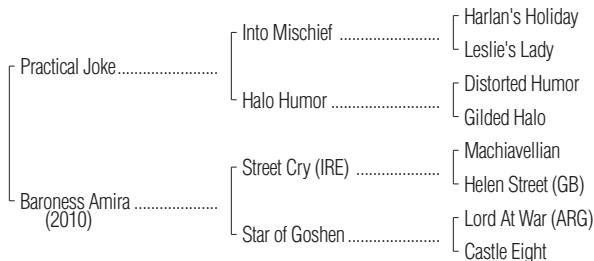 Harlan's Holiday
Into Mischief ......................
Leslie's Lady
Practical Joke......................
Distorted Humor
Halo Humor ........................
Gilded Halo
Machiavellian
Street Cry (IRE) ..................
Helen Street (GB)
Baroness Amira ..................
(2010)
Lord At War (ARG)
Star of Goshen....................
Castle Eight